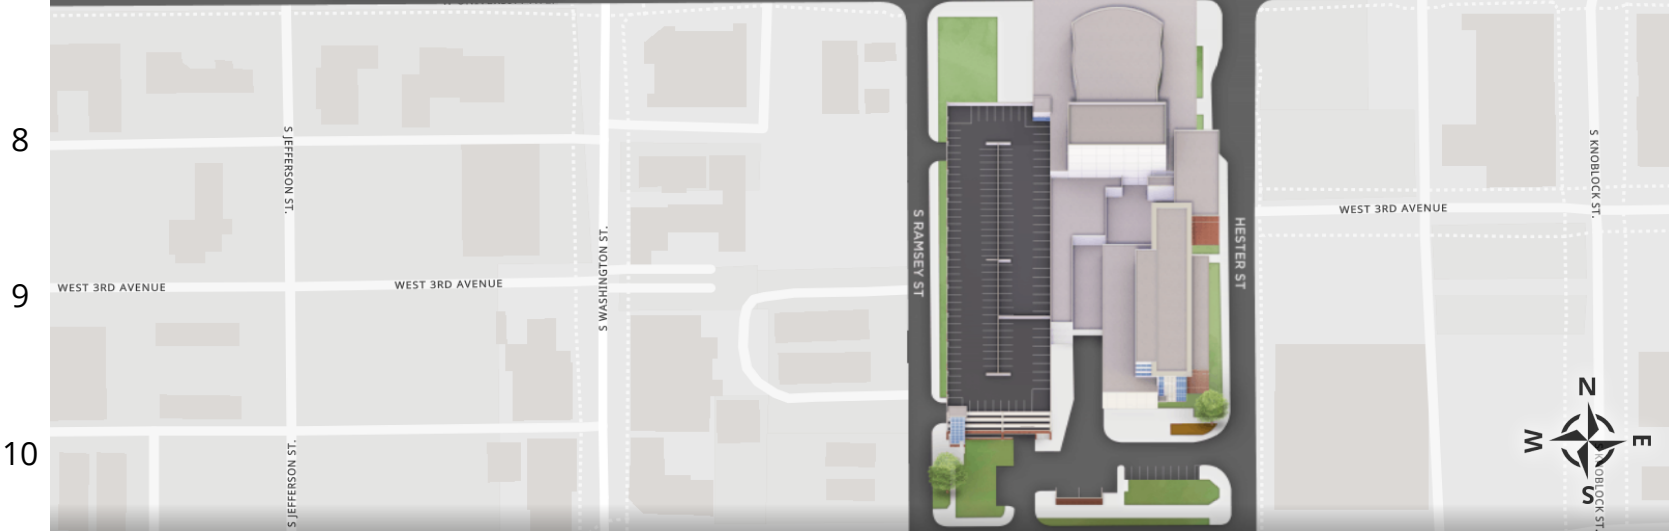 8
S JEFFERSON ST.
S KNOBLOCK ST.
WEST 3RD AVENUE
S RAMSEY ST
HESTER ST
S WASHINGTON ST.
WEST 3RD AVENUE
WEST 3RD AVENUE
9
N
W
E
S
10
S JEFFERSON ST.